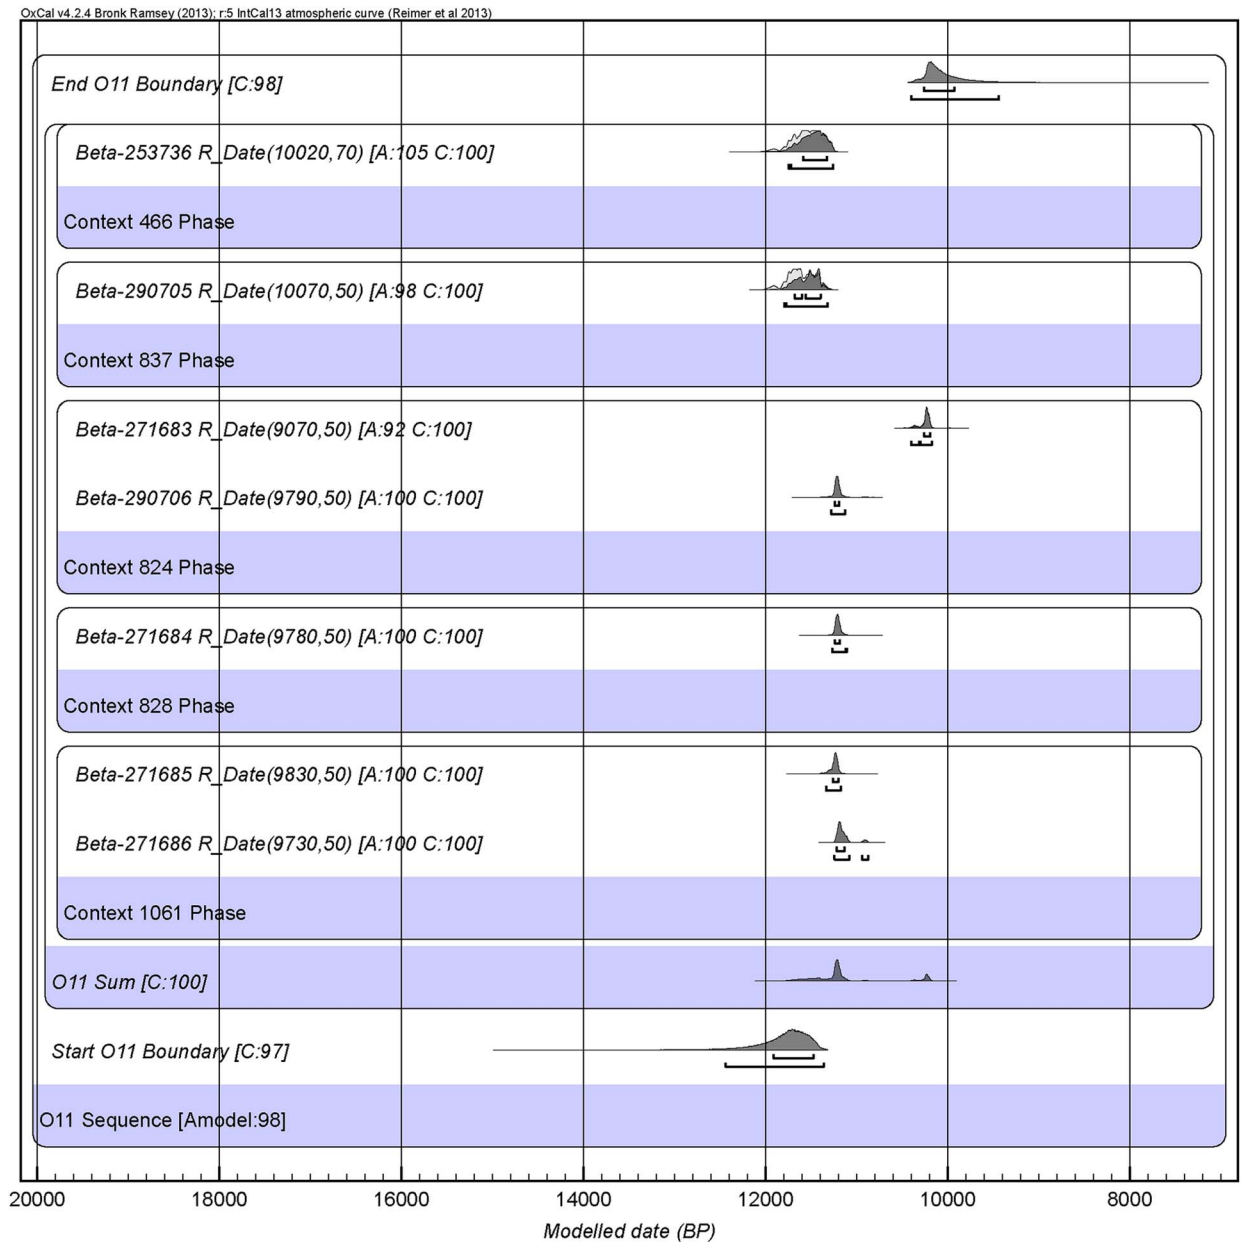 OxCal v4.2.4 Bronk Ramsey (2013); r:5 IntCal13 atmospheric curve (Reimer et al 2013)
End O11 Boundary [C:98]
Beta-253736 R_Date(10020,70) [A:105 C:100]
Context 466 Phase
Beta-290705 R_Date(10070,50) [A:98 C:100]
Context 837 Phase
Beta-271683 R_Date(9070,50) [A:92 C:100]
Beta-290706 R_Date(9790,50) [A:100 C:100]
Context 824 Phase
Beta-271684 R_Date(9780,50) [A:100 C:100]
Context 828 Phase
Beta-271685 R_Date(9830,50) [A:100 C:100]
Beta-271686 R_Date(9730,50) [A:100 C:100]
Context 1061 Phase
O11 Sum [C:100]
Start O11 Boundary [C:97]
O11 Sequence [Amodel:98]
20000 18000 16000 14000 12000 10000 8000
Modelled date (BP)